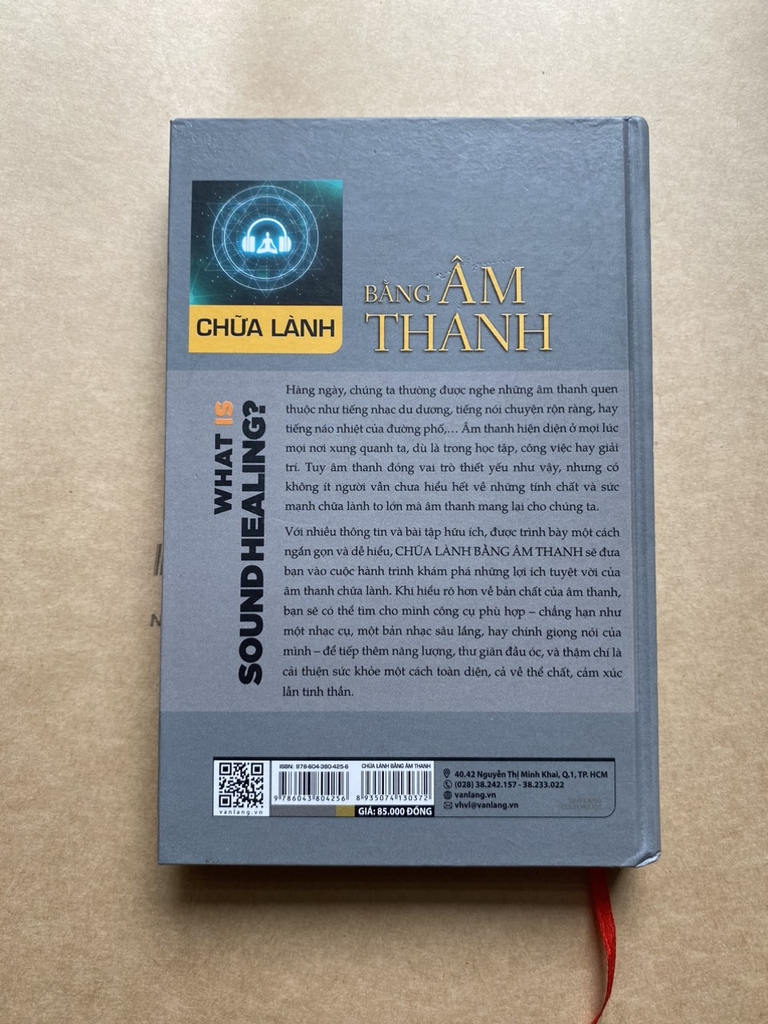 CHỮA LÀNH
BẰNG ÂM
THANH
WHAT IS
SOUND HEALING?
Hàng ngày, chúng ta thường được nghe những âm thanh quen
thuộc như tiếng nhạc du dương, tiếng nói chuyện rộn ràng, hay
tiếng náo nhiệt của đường phố,... Âm thanh hiện diện ở mọi lúc
mọi nơi xung quanh ta, dù là trong học tập, công việc hay giải
trí. Tuy âm thanh đóng vai trò thiết yếu như vậy, nhưng có
không ít người vẫn chưa hiểu hết về những tính chất và sức
mạnh chữa lành to lớn mà âm thanh mang lại cho chúng ta.
Với nhiều thông tin và bài tập hữu ích, được trình bày một cách
ngắn gọn và dễ hiểu, CHỮA LÀNH BẰNG ÂM THANH sẽ đưa
bạn vào cuộc hành trình khám phá những lợi ích tuyệt vời của
âm thanh chữa lành. Khi hiểu rõ hơn về bản chất của âm thanh,
bạn sẽ có thể tìm cho mình công cụ phù hợp – chẳng hạn như
một nhạc cụ, một bản nhạc sâu lắng, hay chính giọng nói của
mình – để tiếp thêm năng lượng, thư giãn đầu óc, và thậm chí là
cải thiện sức khỏe một cách toàn diện, cả về thể chất, cảm xúc
lẫn tinh thần.
vanlang.vn
ISBN: 978-604-380-425-6
9 786043 804256
CHỮA LÀNH BẰNG ÂM THANH
8 935074 130372
GIÁ: 85.000 ĐỒNG
40.42 Nguyễn Thị Minh Khai, Q.1, TP. HCM
(028) 38.242.157 - 38.233.022
vanlang.vn
vhvl@vanlang.vn